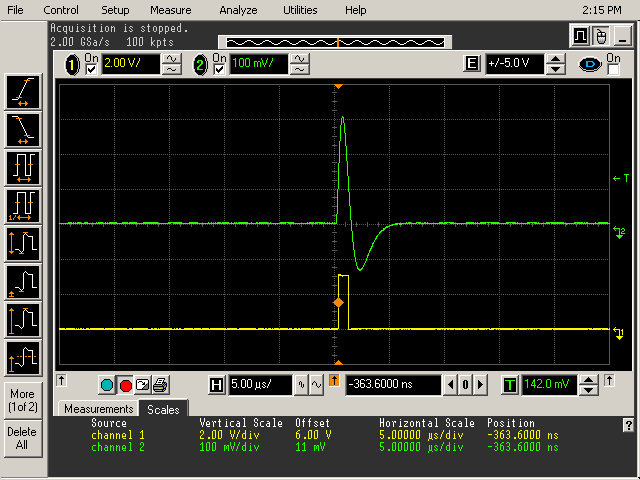 File Control Setup Measure Analyze Utilities Help 2:15 PM
Acquisition is stopped.
2.00 GSa/s 100 kpts
1 On 2.00 V/ 2 On 100 mV/ E +/-5.0 V D On
T
2
1
More
(1of 2)
Delete
All
H 5.00 µs/ -363.6000 ns 0 T 142.0 mV
Measurements Scales
Source Vertical Scale Offset Horizontal Scale Position
channel 1 2.00 V/div 6.00 V 5.00000 µs/div -363.6000 ns
channel 2 100 mV/div 11 mV 5.00000 µs/div -363.6000 ns
?